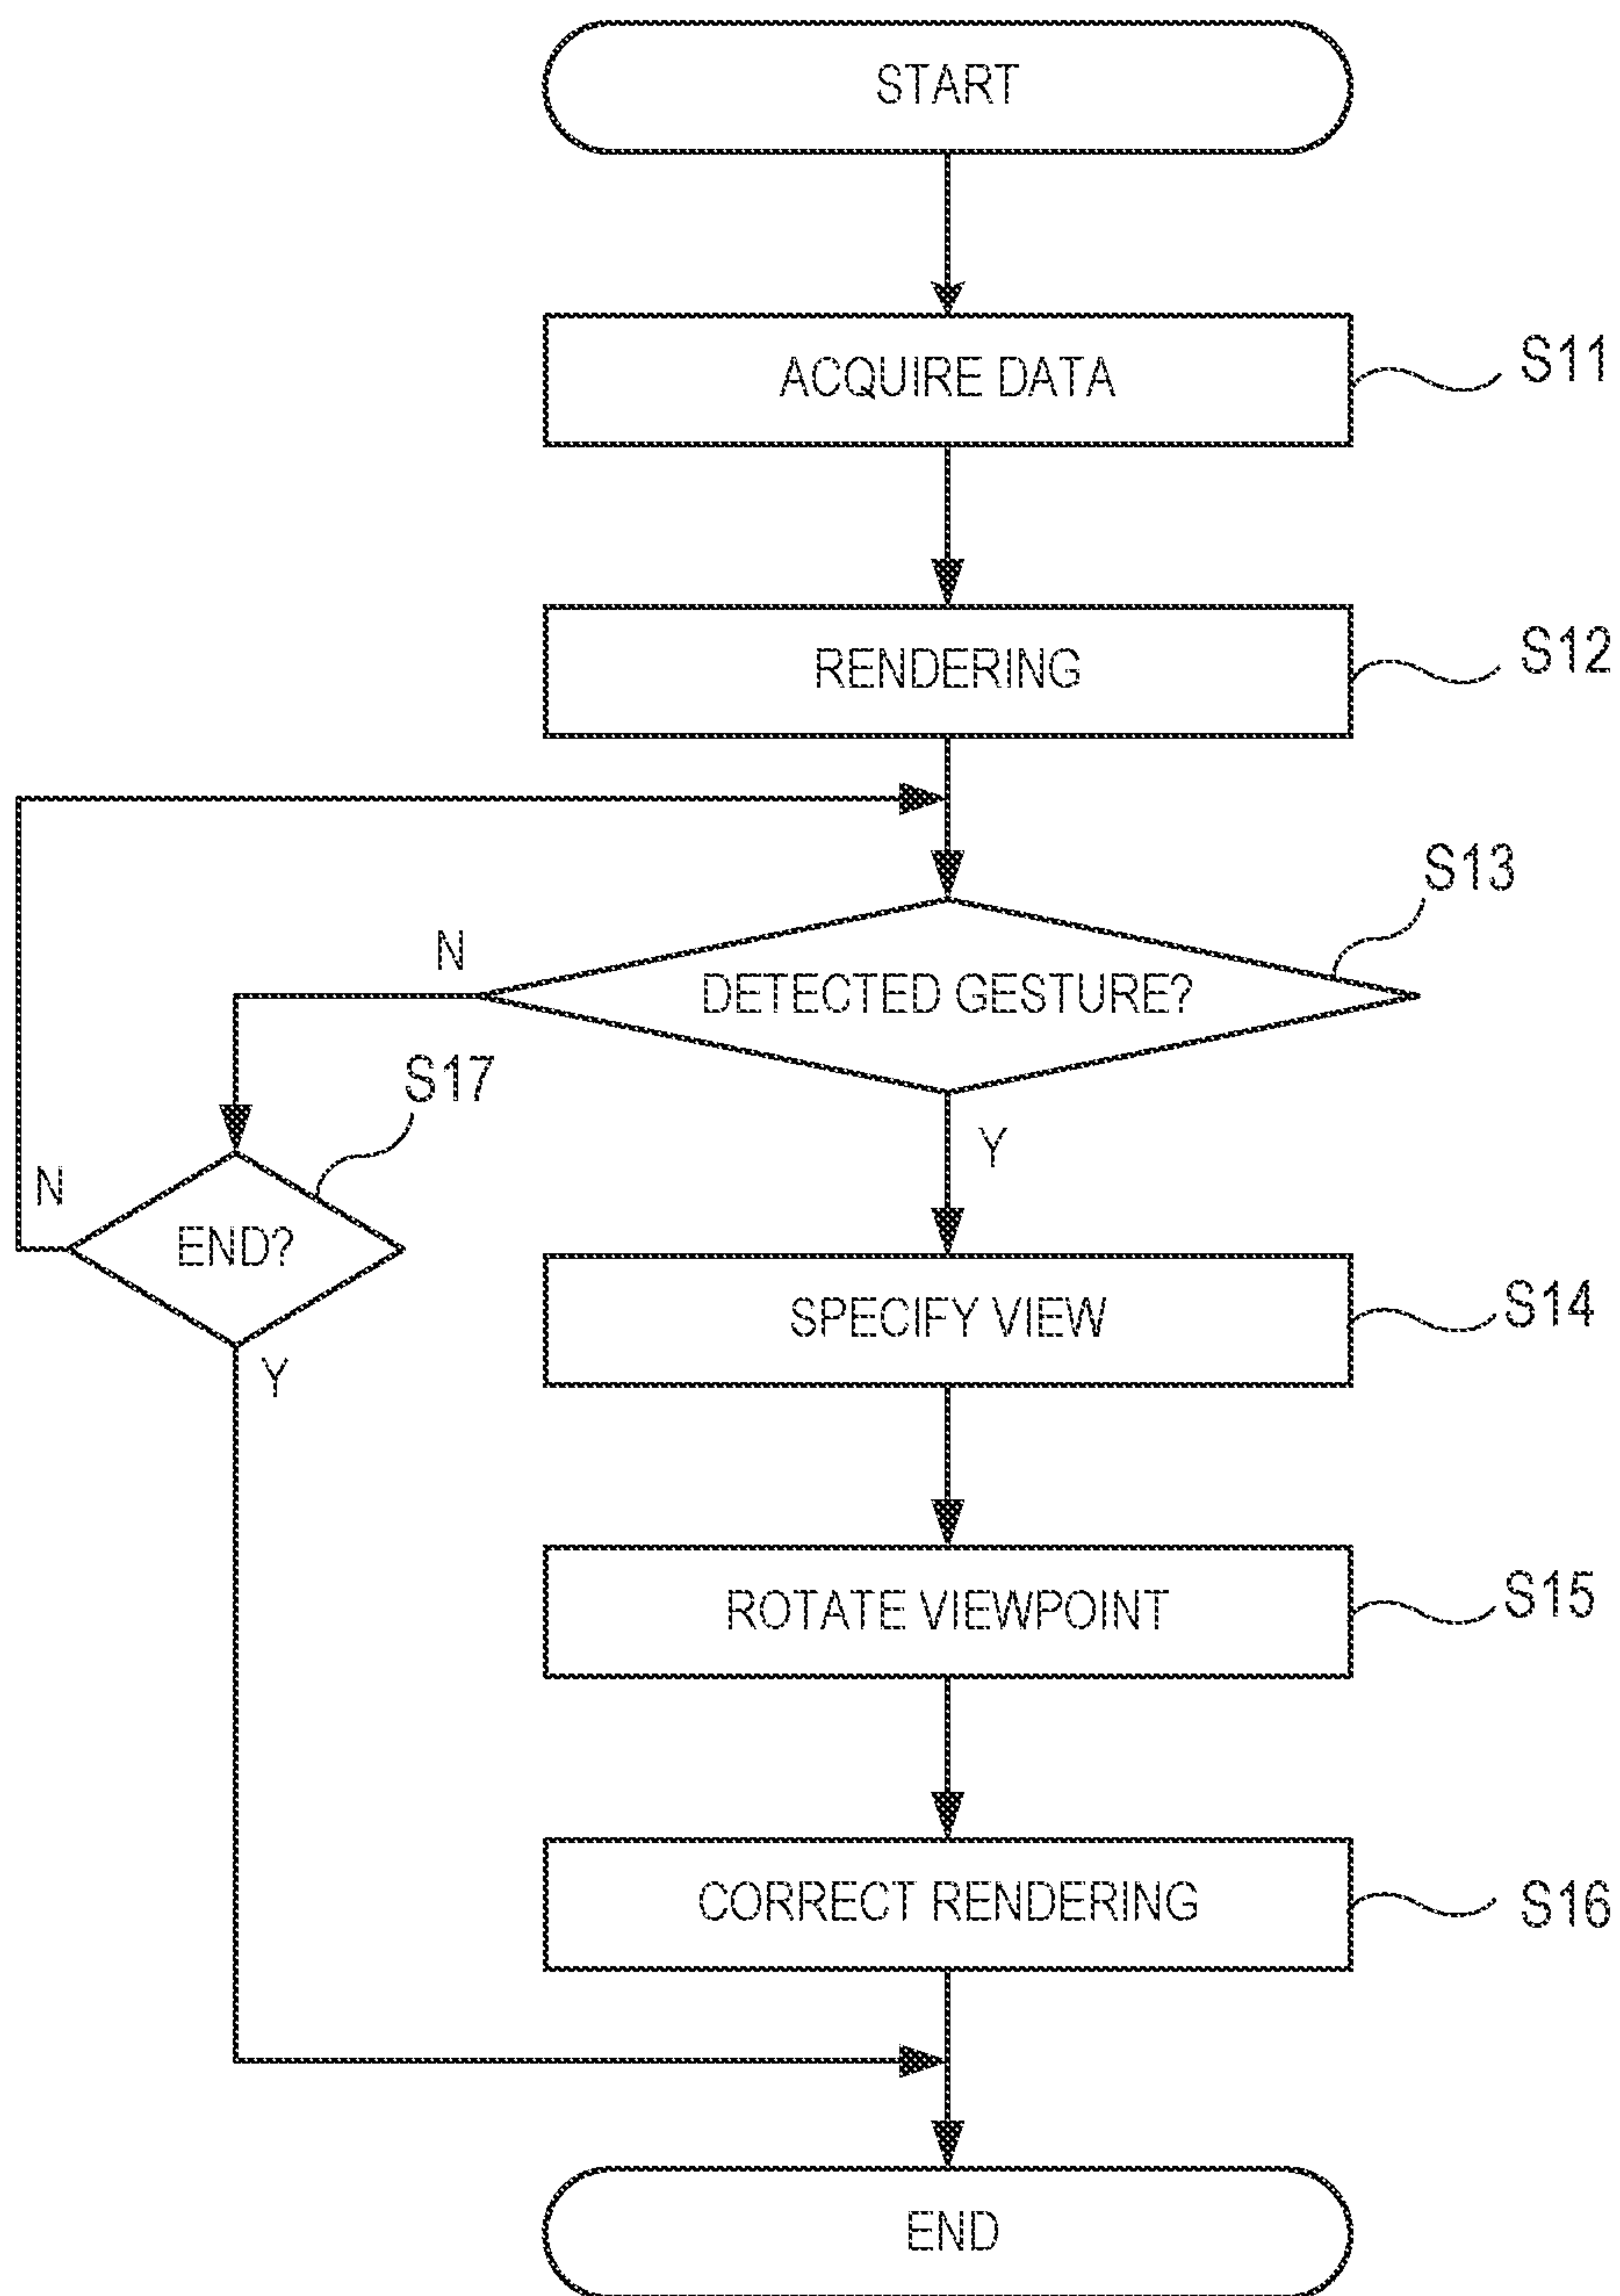 START
ACQUIRE DATA
S11
RENDERING
S12
S13
N
DETECTED GESTURE?
S17
Y
N
END?
SPECIFY VIEW
S14
Y
ROTATE VIEWPOINT
S15
CORRECT RENDERING
S16
END